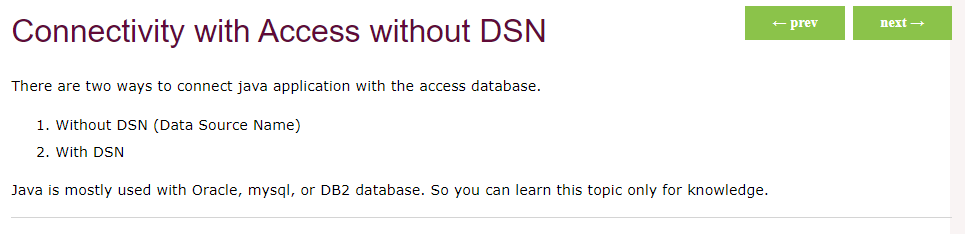 Connectivity with Access without DSN
← prev
next →
There are two ways to connect java application with the access database.
1. Without DSN (Data Source Name)
2. With DSN
Java is mostly used with Oracle, mysql, or DB2 database. So you can learn this topic only for knowledge.